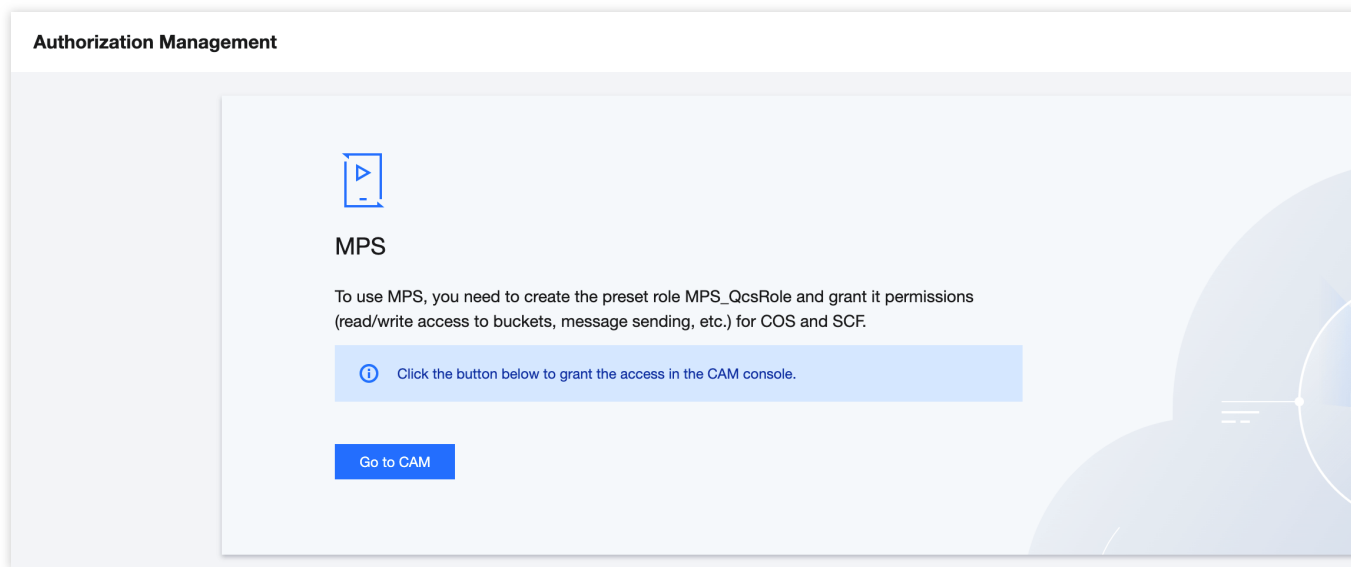 Authorization Management
MPS
To use MPS, you need to create the preset role MPS_QcsRole and grant it permissions
(read/write access to buckets, message sending, etc.) for COS and SCF.
Click the button below to grant the access in the CAM console.
Go to CAM